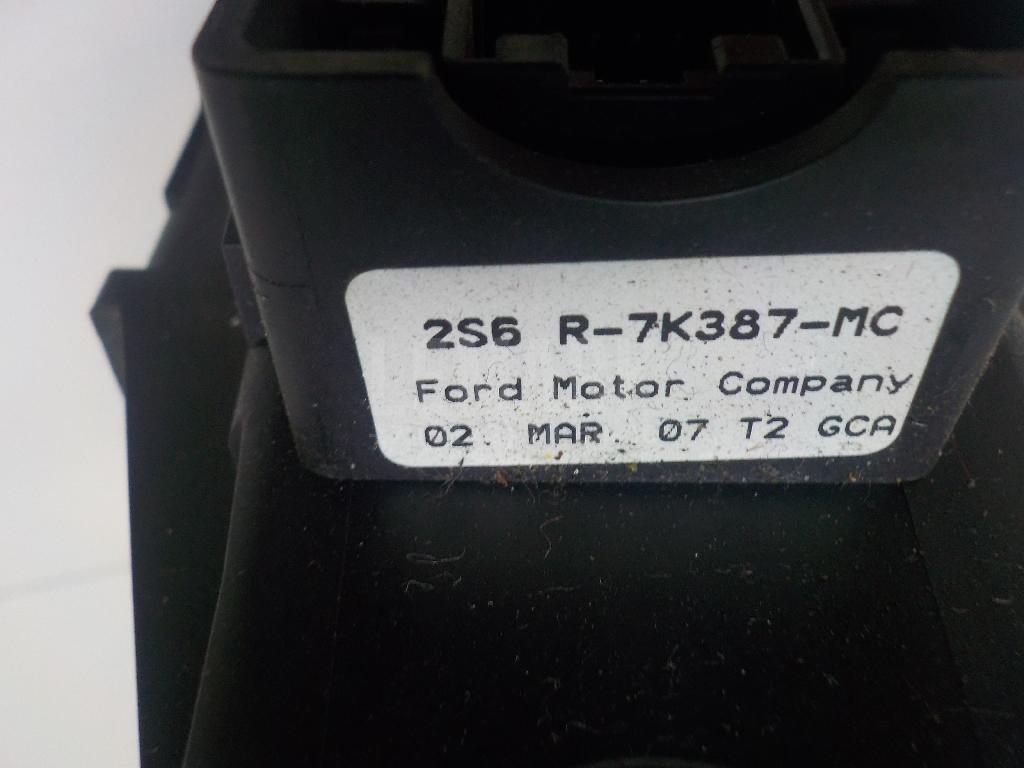 2S6 R-7K387-MC
Ford Motor Company
02. MAR. 07 T2 GCA